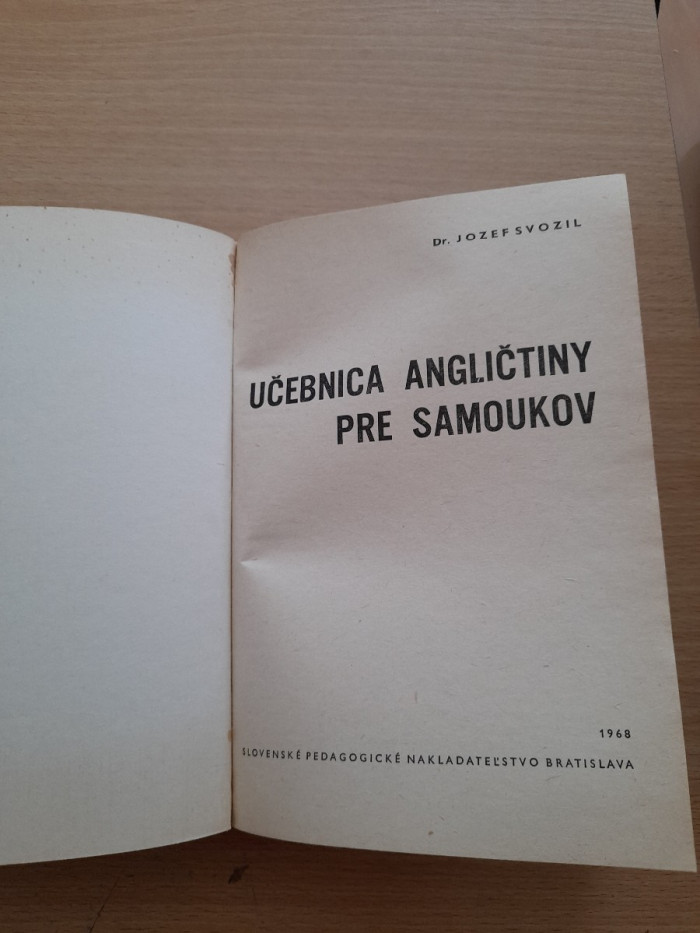 Dr. JOZEF SVOZIL
UČEBNICA ANGLIČTINY
PRE SAMOUKOV
1968
SLOVENSKÉ PEDAGOGICKÉ NAKLADATEĽSTVO BRATISLAVA